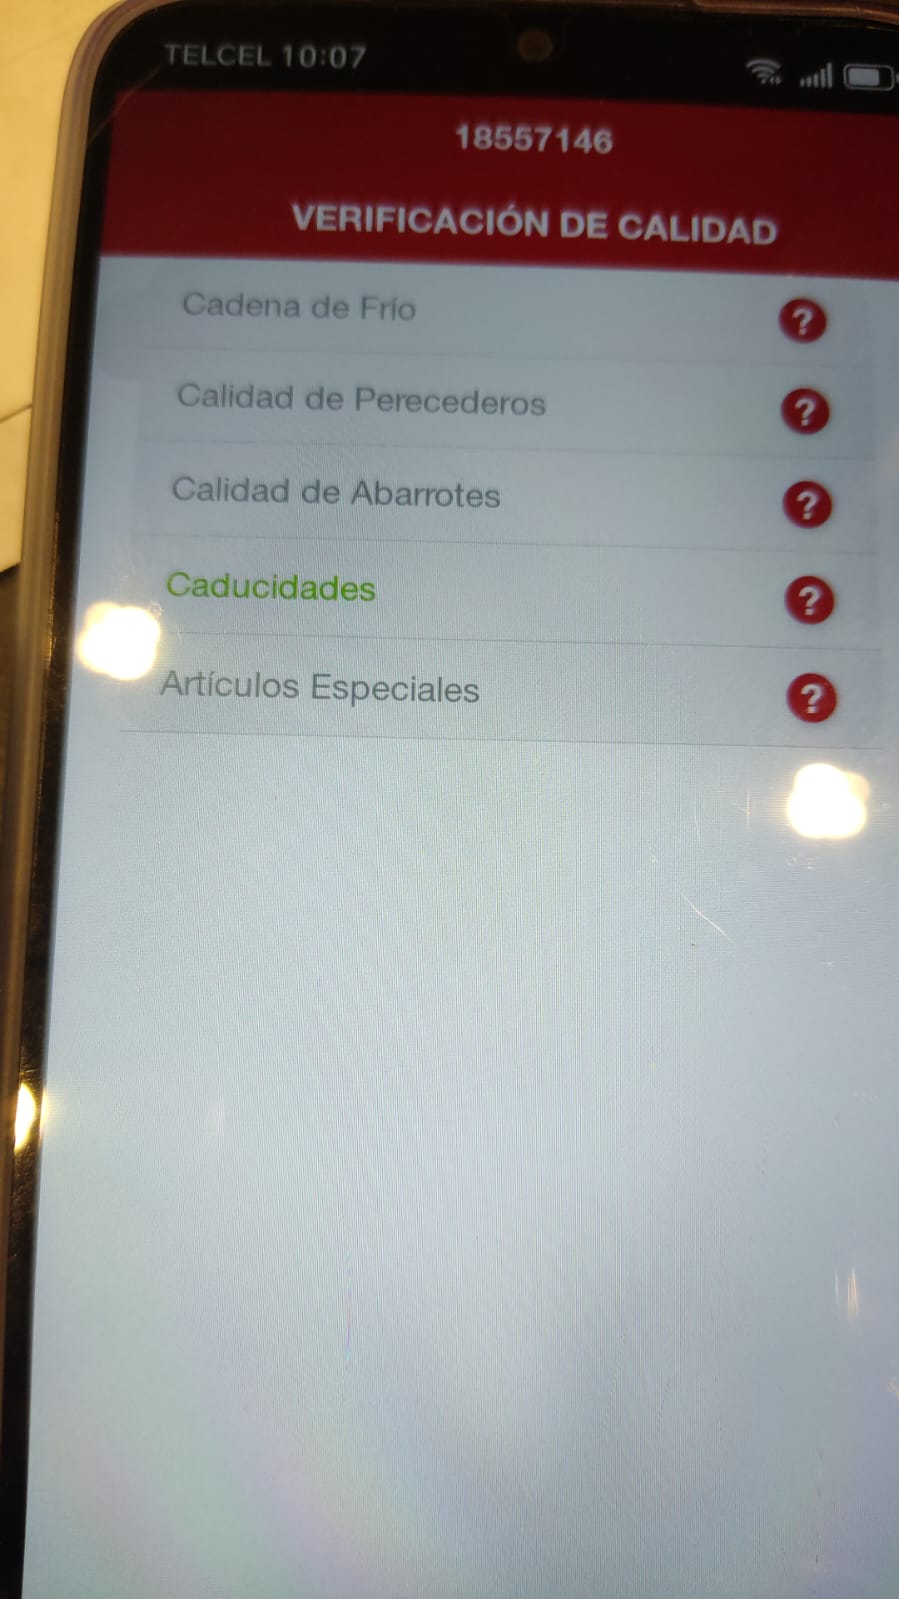 TELCEL 10:07
18557146
VERIFICACIÓN DE CALIDAD
Cadena de Frío
?
Calidad de Perecederos
?
Calidad de Abarrotes
?
Caducidades
?
Artículos Especiales
?